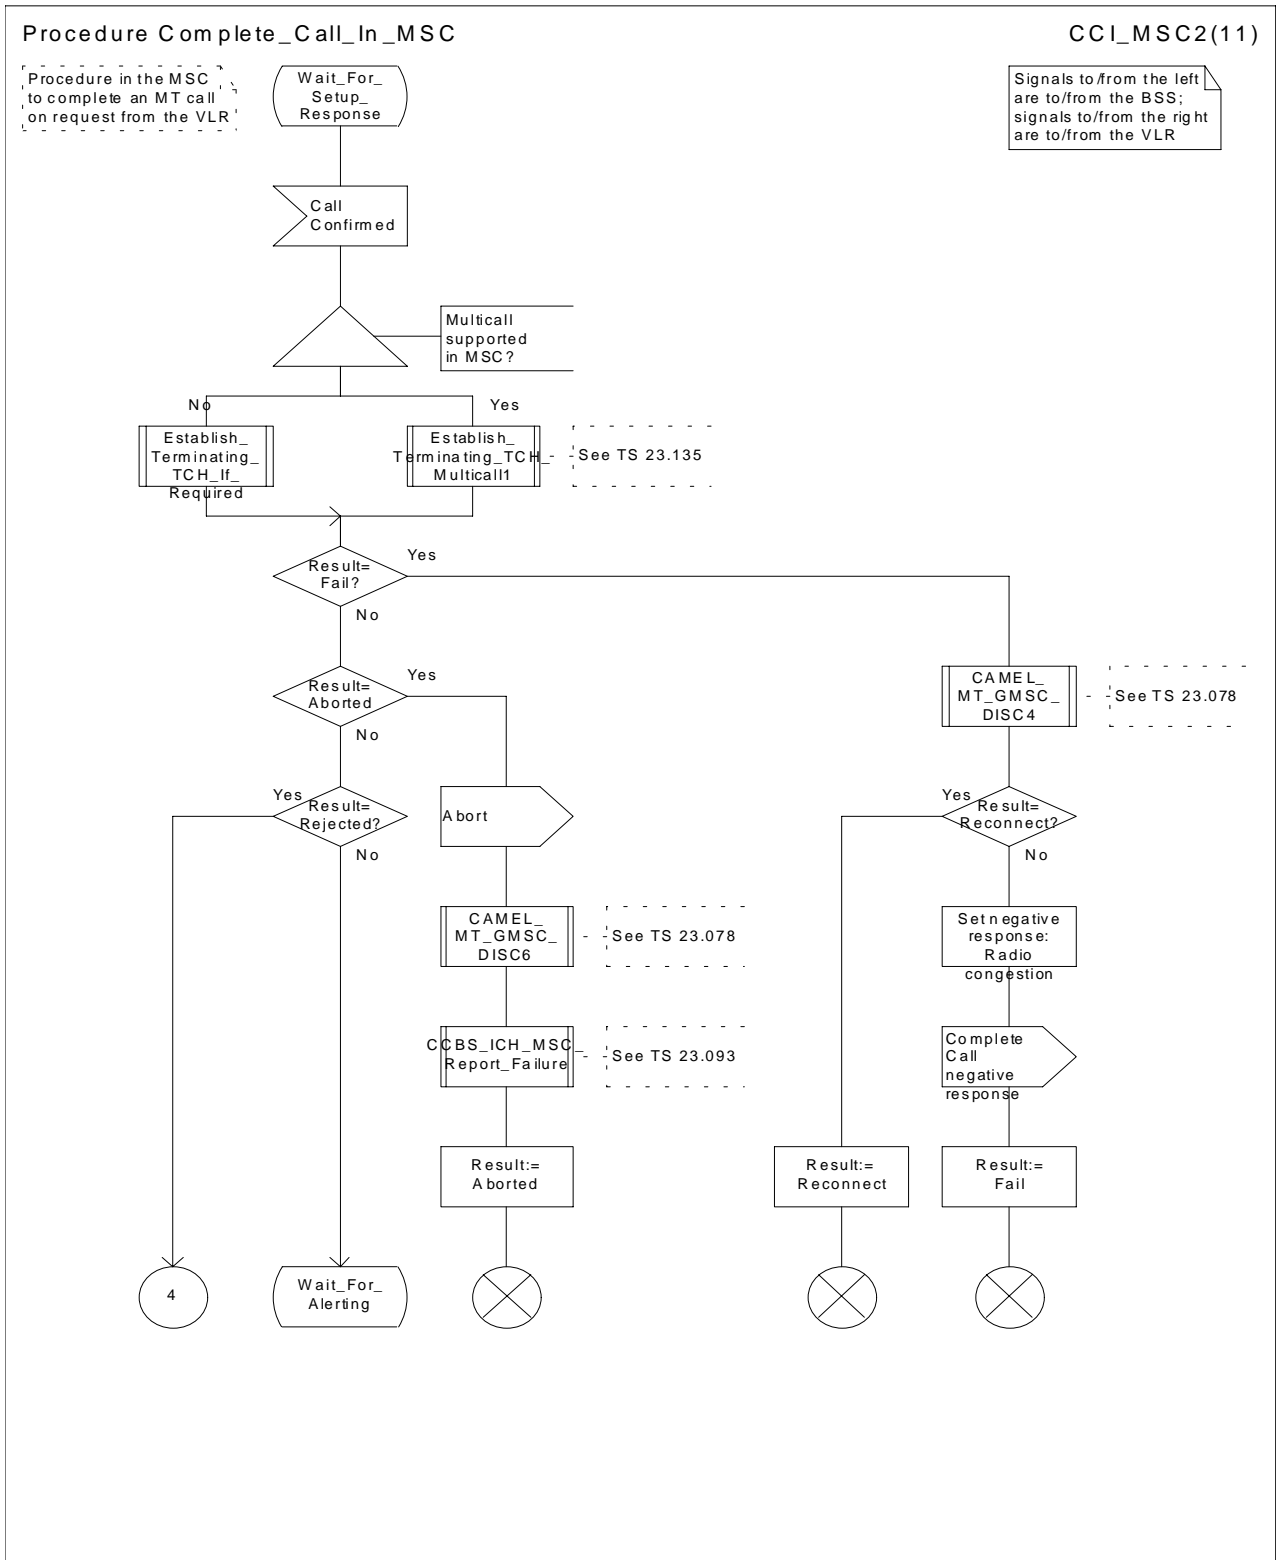 Procedure Complete_Call_In_MSC
CCI_MSC2(11)
Procedure in the MSC
to complete an MT call
on request from the VLR
Wait_For_
Setup_
Response
Signals to/from the left
are to/from the BSS;
signals to/from the right
are to/from the VLR
Call
Confirmed
Multicall
supported
in MSC?
No
Yes
Establish_
Terminating_
TCH_If_
Required
Establish_
Terminating_TCH_
Multicall1
See TS 23.135
Result=
Fail?
Yes
No
Result=
Aborted
Yes
No
CAMEL_
MT_GMSC_
DISC4
See TS 23.078
Yes
Result=
Rejected?
No
Abort
Yes
Result=
Reconnect?
No
CAMEL_
MT_GMSC_
DISC6
See TS 23.078
Set negative
response:
Radio
congestion
CCBS_ICH_MSC_
Report_Failure
See TS 23.093
Complete
Call
negative
response
Result:=
Aborted
Result:=
Reconnect
Result:=
Fail
4
Wait_For_
Alerting